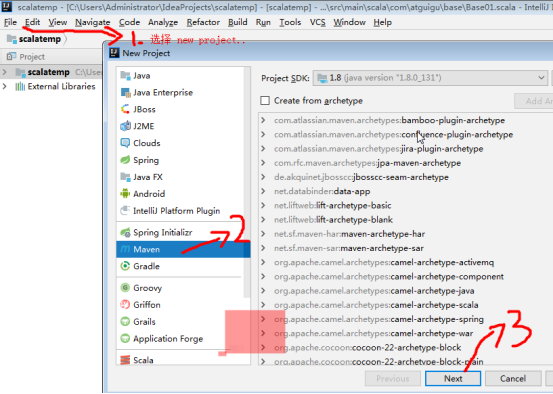 scalatemp - [C:\Users\Administrator\IdeaProjects\scalatemp] - [scalatemp] - ...\src\main\scala\com\atguigu\base\Base01.scala - IntelliJ
File Edit View Navigate Code Analyze Refactor Build Run Tools VCS Window Help
scalatemp
1. 选择 new project..
Project
New Project
scalatemp C:\Users
External Libraries
Java
Java Enterprise
JBoss
J2ME
Clouds
Spring
Java FX
Android
IntelliJ Platform Plugin
Spring Initializr
Maven
Gradle
Groovy
Griffon
Grails
Application Forge
Scala
2
Project SDK: 1.8 (java version "1.8.0_131")
Create from archetype
Add Ar
com.atlassian.maven.archetypes:bamboo-plugin-archetype
com.atlassian.maven.archetypes:confluence-plugin-archetype
com.atlassian.maven.archetypes:jira-plugin-archetype
com.rfc.maven.archetypes:jpa-maven-archetype
de.akquinet.jbosscc:jbosscc-seam-archetype
net.databinder:data-app
net.liftweb:lift-archetype-basic
net.liftweb:lift-archetype-blank
net.sf.maven-har:maven-archetype-har
net.sf.maven-sar:maven-archetype-sar
org.apache.camel.archetypes:camel-archetype-activemq
org.apache.camel.archetypes:camel-archetype-component
org.apache.camel.archetypes:camel-archetype-java
org.apache.camel.archetypes:camel-archetype-scala
org.apache.camel.archetypes:camel-archetype-spring
org.apache.camel.archetypes:camel-archetype-war
org.apache.cocoon:cocoon-22-archetype-block
org.apache.cocoon:cocoon-22-archetype-block-plain
3
Previous Next Cancel